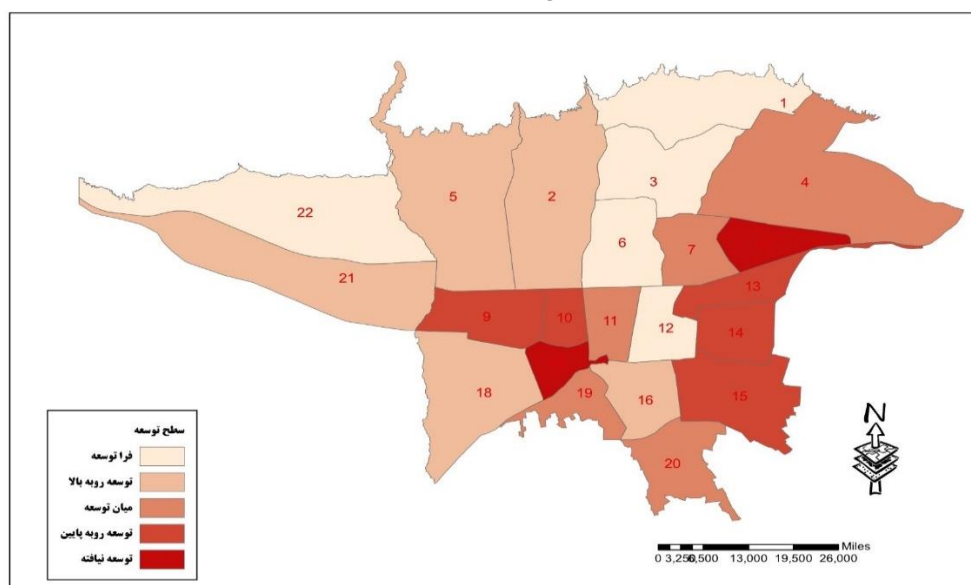 1
3
4
22
5
2
6
7
21
13
9
10
11
12
14
18
19
16
15
20
N
سطح توسعه
فرا توسعه
توسعه روبه بالا
میان توسعه
توسعه روبه پایین
توسعه نیافته
Miles
0 3,250 6,500 13,000 19,500 26,000